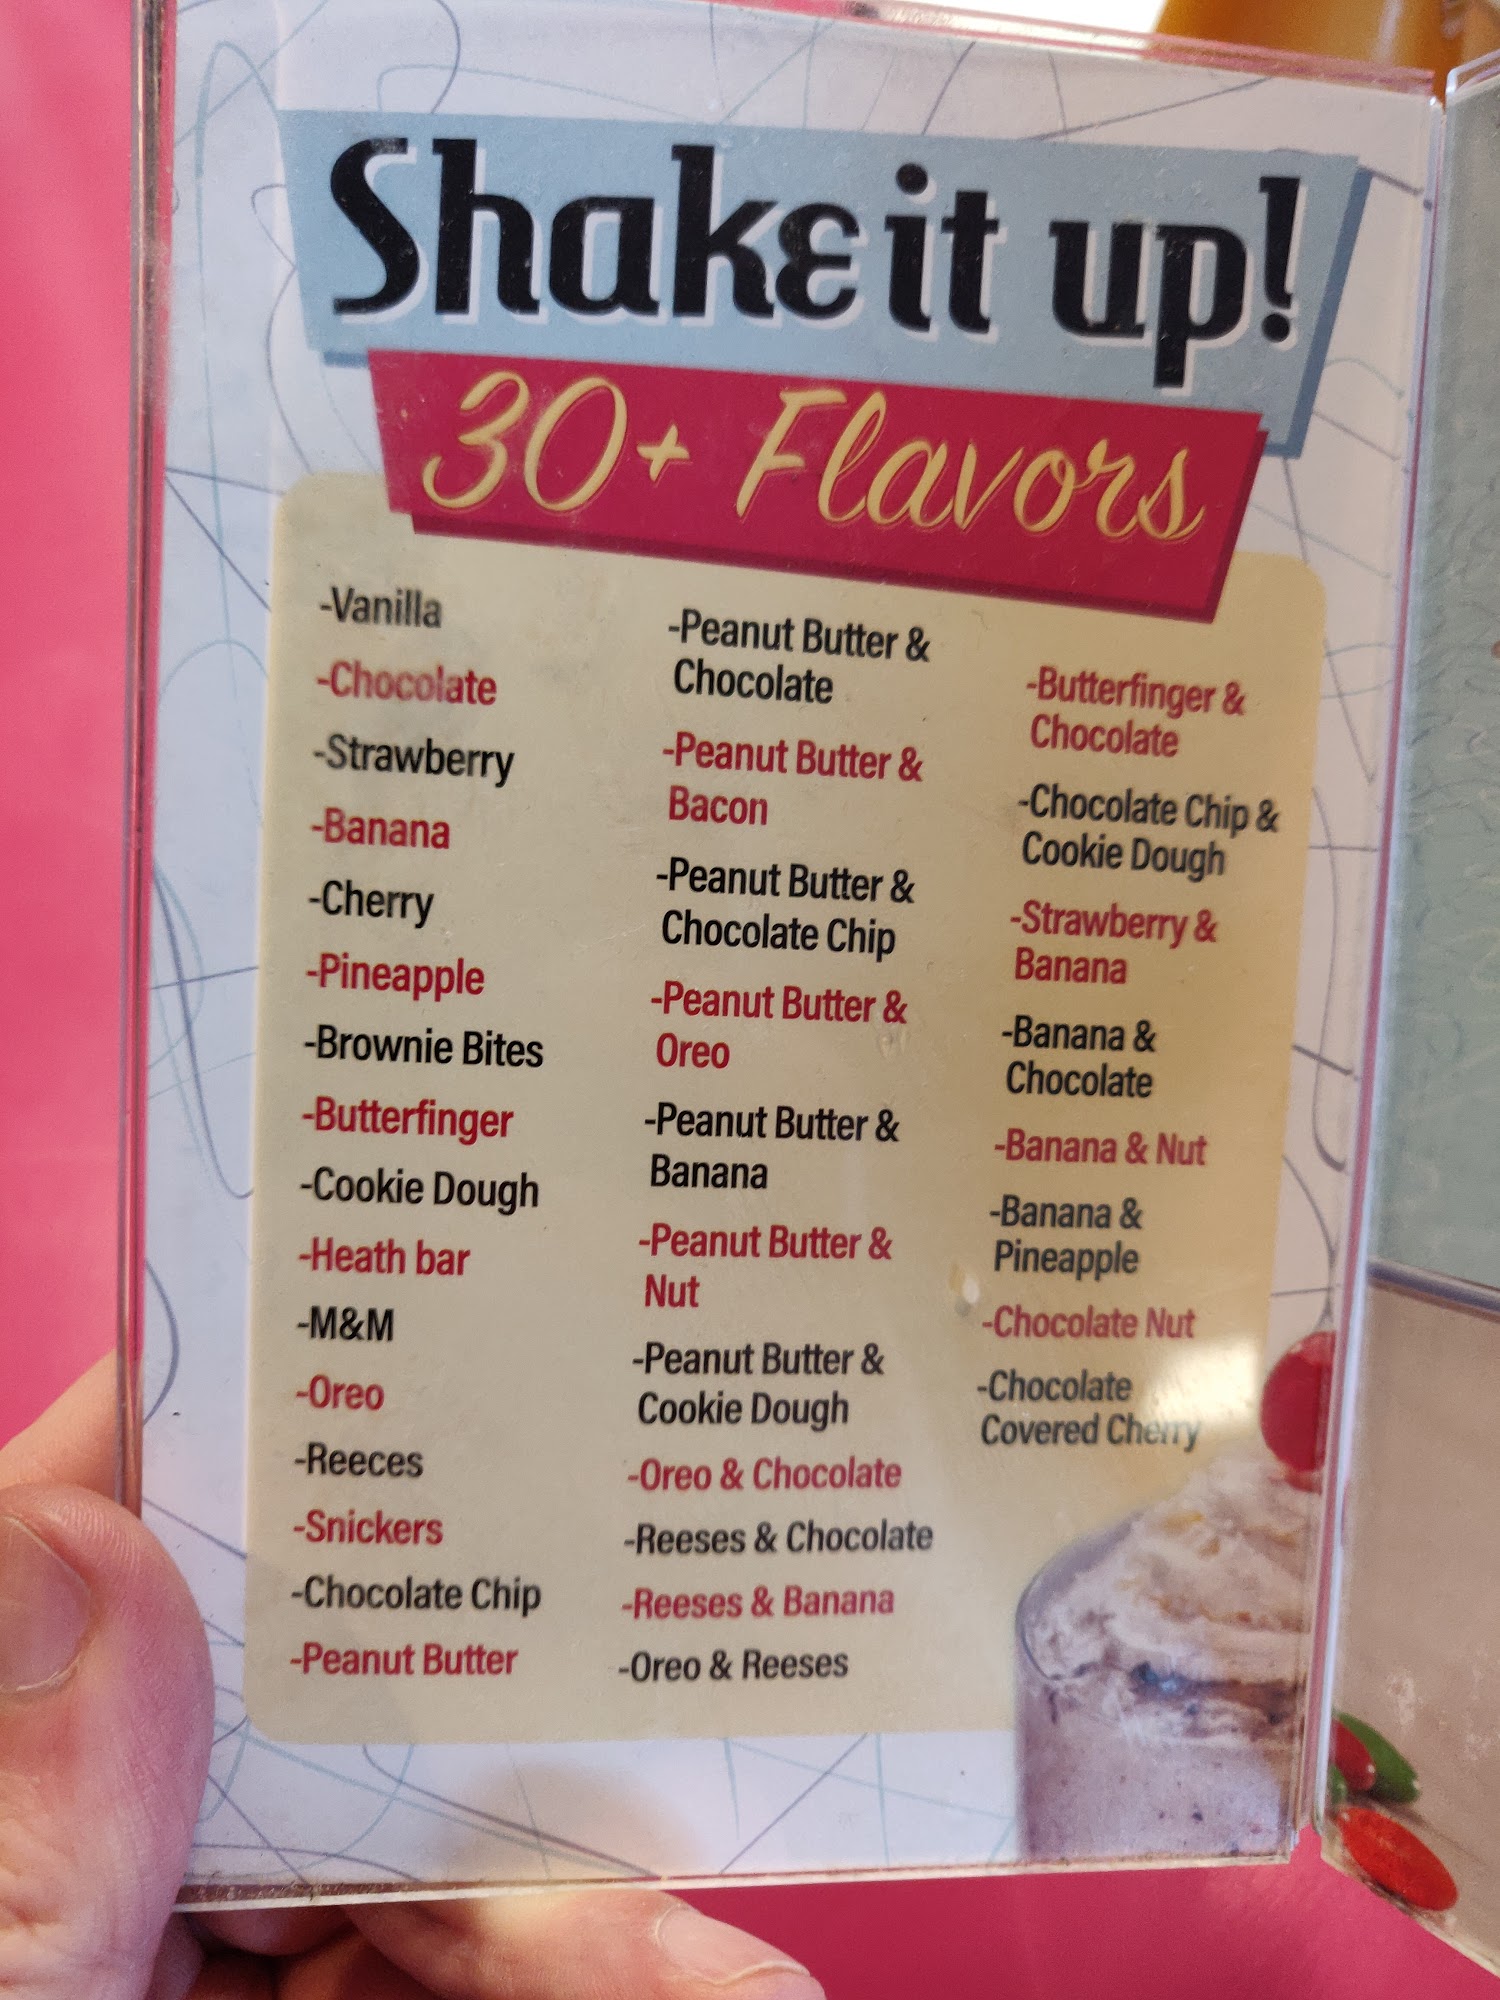 Shake it up!
30+ Flavors
-Vanilla
-Chocolate
-Strawberry
-Banana
-Cherry
-Pineapple
-Brownie Bites
-Butterfinger
-Cookie Dough
-Heath bar
-M&M
-Oreo
-Reeces
-Snickers
-Chocolate Chip
-Peanut Butter
-Peanut Butter &
Chocolate
-Peanut Butter &
Bacon
-Peanut Butter &
Chocolate Chip
-Peanut Butter &
Oreo
-Peanut Butter &
Banana
-Peanut Butter &
Nut
-Peanut Butter &
Cookie Dough
-Oreo & Chocolate
-Reeses & Chocolate
-Reeses & Banana
-Oreo & Reeses
-Butterfinger &
Chocolate
-Chocolate Chip &
Cookie Dough
-Strawberry &
Banana
-Banana &
Chocolate
-Banana & Nut
-Banana &
Pineapple
-Chocolate Nut
-Chocolate
Covered Cherry